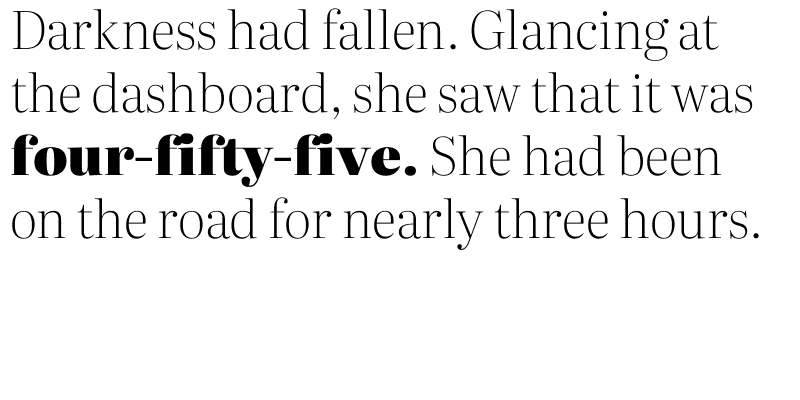 Darkness had fallen. Glancing at
the dashboard, she saw that it was
four-fifty-five. She had been
on the road for nearly three hours.